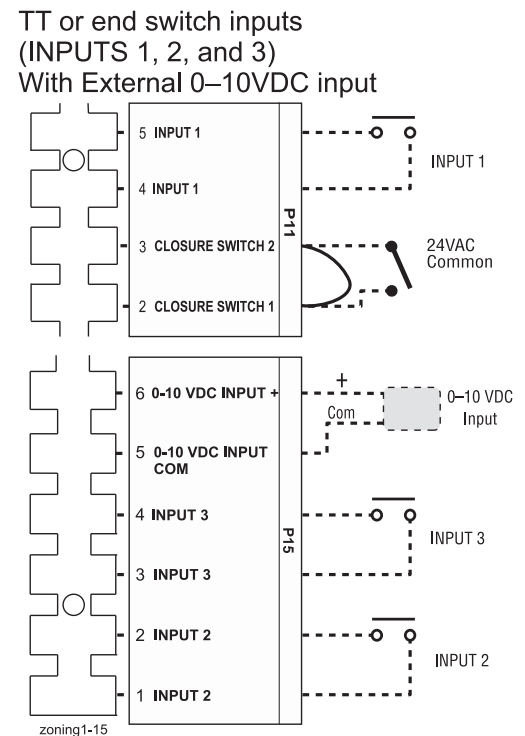 TT or end switch inputs
(INPUTS 1, 2, and 3)
With External 0–10VDC input
5 INPUT 1
4 INPUT 1
3 CLOSURE SWITCH 2
2 CLOSURE SWITCH 1
P11
INPUT 1
24VAC
Common
6 0-10 VDC INPUT +
5 0-10 VDC INPUT
COM
4 INPUT 3
3 INPUT 3
2 INPUT 2
1 INPUT 2
P15
+
Com
0–10 VDC
Input
INPUT 3
INPUT 2
zoning1-15